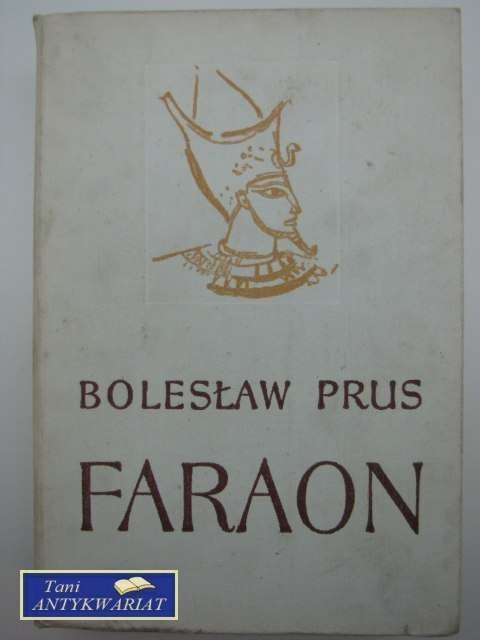 BOLESŁAW PRUS
FARAON
Tani
ANTYKWARIAT